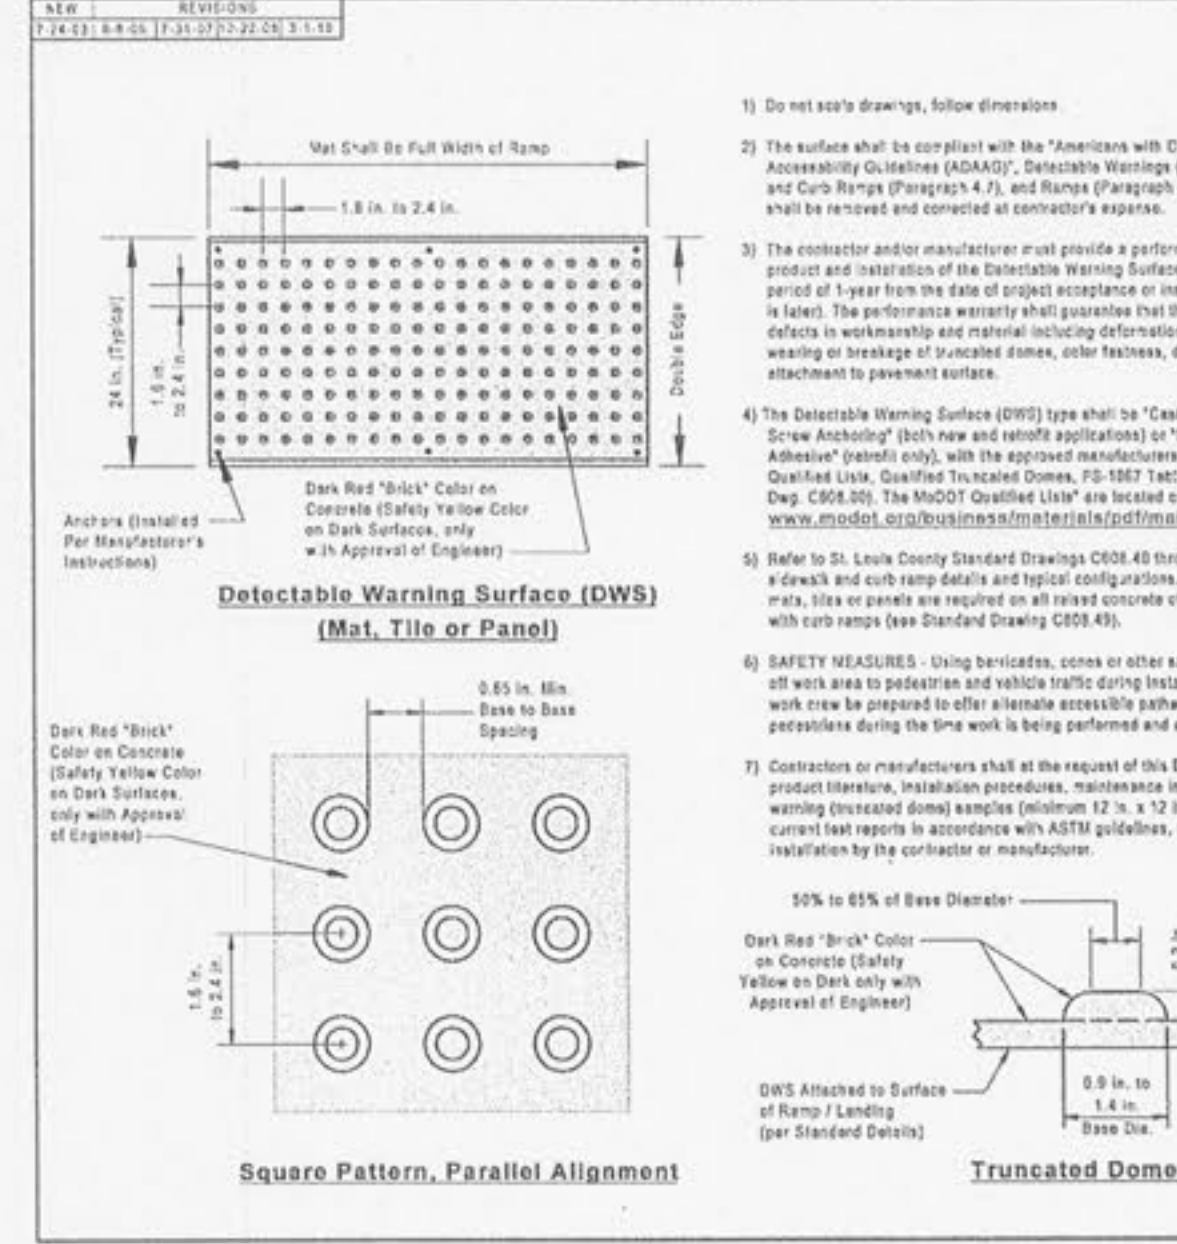 NEW REVISIONS
7-24-03 7-31-07
Mat Shall Be Full Width of Ramp
1.6 in. to 2.4 in.
24 in. (Typical)
1.6 in.
to 2.4 in.
Double Edge
Anchors (Installed
Per Manufacturer's
Instructions)
Dark Red "Brick" Color on
Concrete (Safety Yellow Color
on Dark Surfaces, only
with Approval of Engineer)
Detectable Warning Surface (DWS)
(Mat, Tile or Panel)
0.65 in. Min.
Base to Base
Spacing
Dark Red "Brick"
Color on Concrete
(Safety Yellow Color
on Dark Surfaces,
only with Approval
of Engineer)
1.6 in.
to 2.4 in.
Square Pattern, Parallel Alignment
1) Do not scale drawings, follow dimensions
2) The surface shall be compliant with the "Americans with D
Accessability Guidelines (ADAAG)", Detectable Warnings
and Curb Ramps (Paragraph 4.7), and Ramps (Paragraph
shall be removed and corrected at contractor's expense.
3) The contractor and/or manufacturer must provide a perfor
product and installation of the Detectable Warning Surface
period of 1-year from the date of project acceptance or in
is later). The performance warranty shall guarantee that th
defects in workmanship and material including deformatio
wearing or breakage of truncated domes, color fastness,
attachment to pavement surface.
4) The Detectable Warning Surface (DWS) type shall be "Cas
Screw Anchoring" (both new and retrofit applications) or "
Adhesive" (retrofit only), with the approved manufacturers
Qualified Lists, Qualified Truncated Domes, FS-1067 Tab
Dwg. C608.00). The MoDOT Qualified Lists" are located
www.modot.org/business/materials/pdf/ma
5) Refer to St. Louis County Standard Drawings C608.40 thr
sidewalk and curb ramp details and typical configurations.
mats, tiles or panels are required on all raised concrete
with curb ramps (see Standard Drawing C608.49).
6) SAFETY MEASURES - Using barricades, cones or other s
off work area to pedestrian and vehicle traffic during insta
work crew be prepared to offer alternate accessible pathw
pedestrians during the time work is being performed and
7) Contractors or manufacturers shall at the request of this D
product literature, installation procedures, maintenance in
warning (truncated dome) samples (minimum 12 in. x 12 i
current test reports in accordance with ASTM guidelines,
installation by the contractor or manufacturer.
50% to 65% of Base Diameter
Dark Red "Brick" Color
on Concrete (Safety
Yellow on Dark only with
Approval of Engineer)
DWS Attached to Surface
of Ramp / Landing
(per Standard Details)
0.9 in. to
1.4 in.
Base Dia.
Truncated Dome